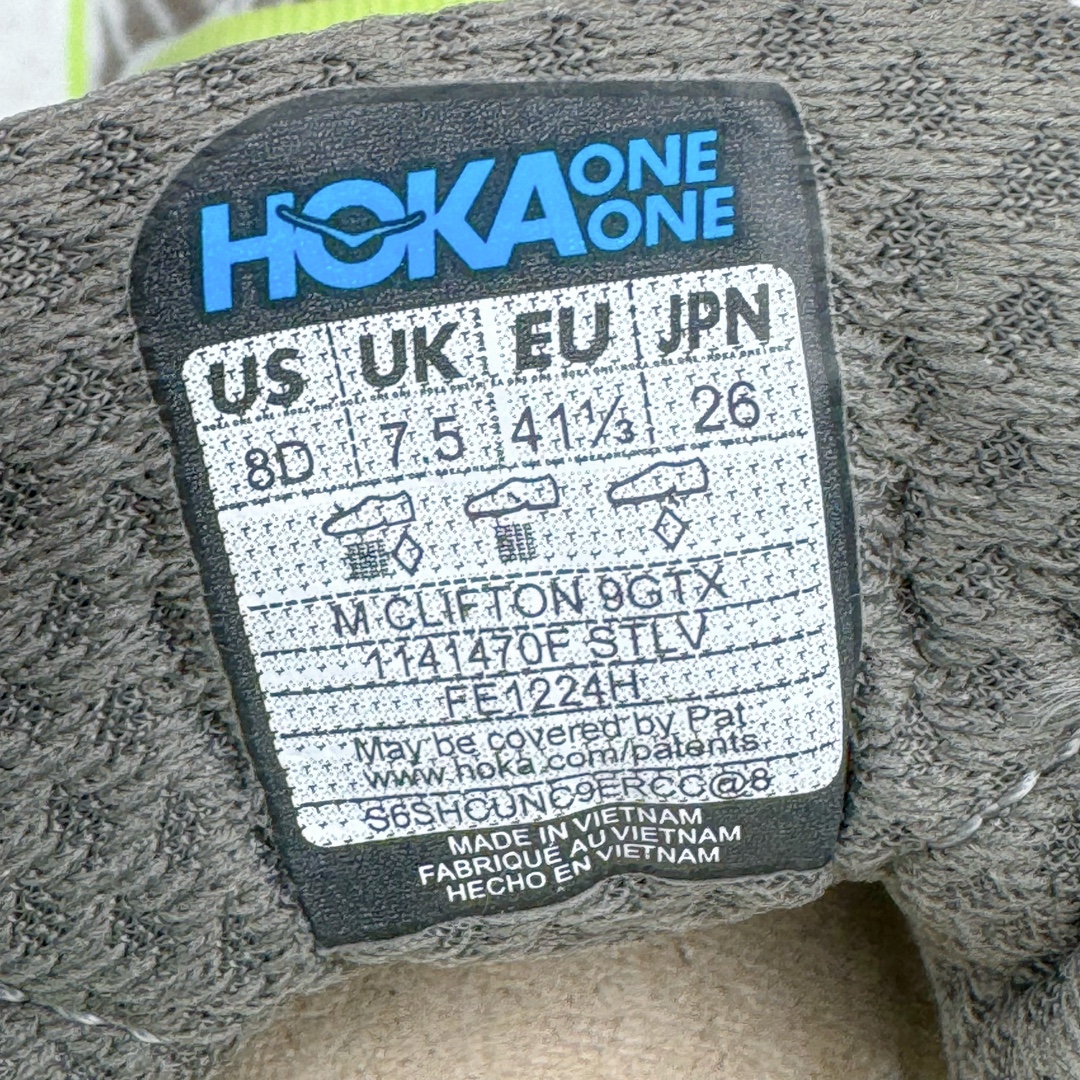 HOKA ONE ONE
US UK EU JPN
8D 7.5 41⅓ 26
M CLIFTON 9GTX
1141470F STLV
FE1224H
May be covered by Pat
www.hoka.com/patents
S6SHCUNC9ERCC@8
MADE IN VIETNAM
FABRIQUÉ AU VIETNAM
HECHO EN VIETNAM